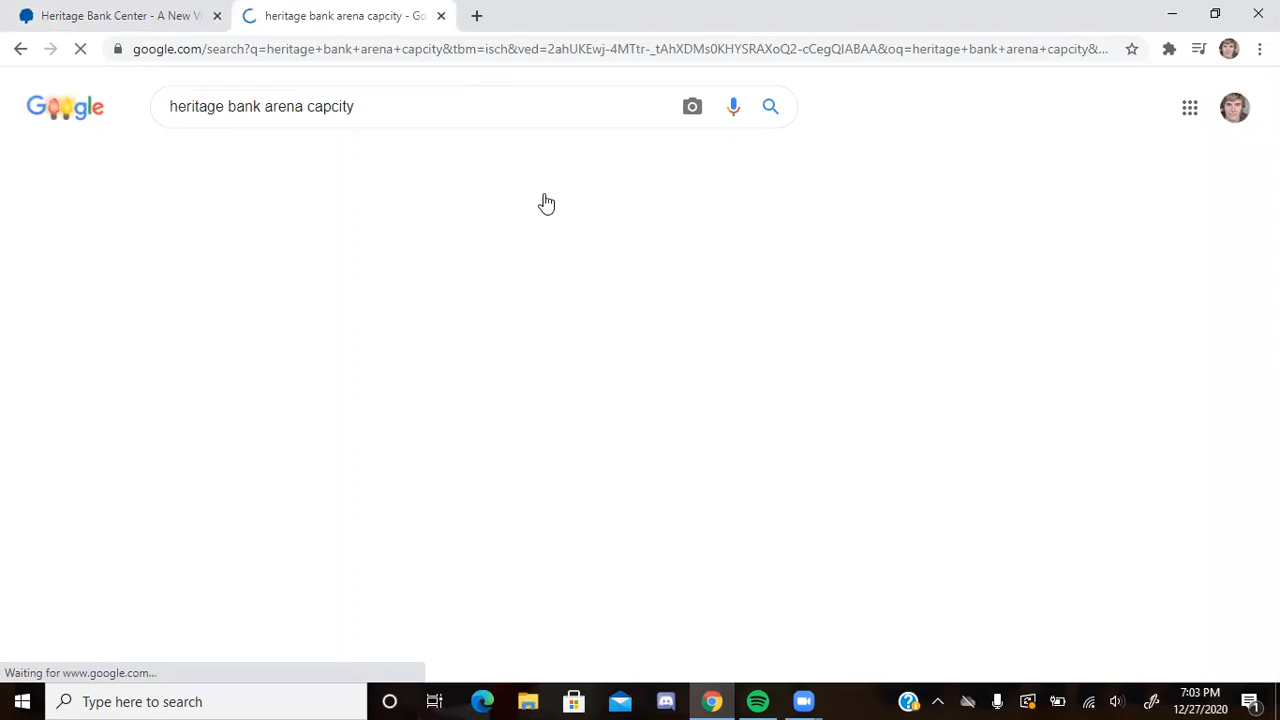 Heritage Bank Center - A New Vi
heritage bank arena capcity - Go
google.com/search?q=heritage+bank+arena+capcity&tbm=isch&ved=2ahUKEwj-4MTtr-_tAhXDMs0KHYSRAXoQ2-cCegQIABAA&oq=heritage+bank+arena+capcity&...
Google
heritage bank arena capcity
Waiting for www.google.com...
Type here to search
7:03 PM
12/27/2020
1